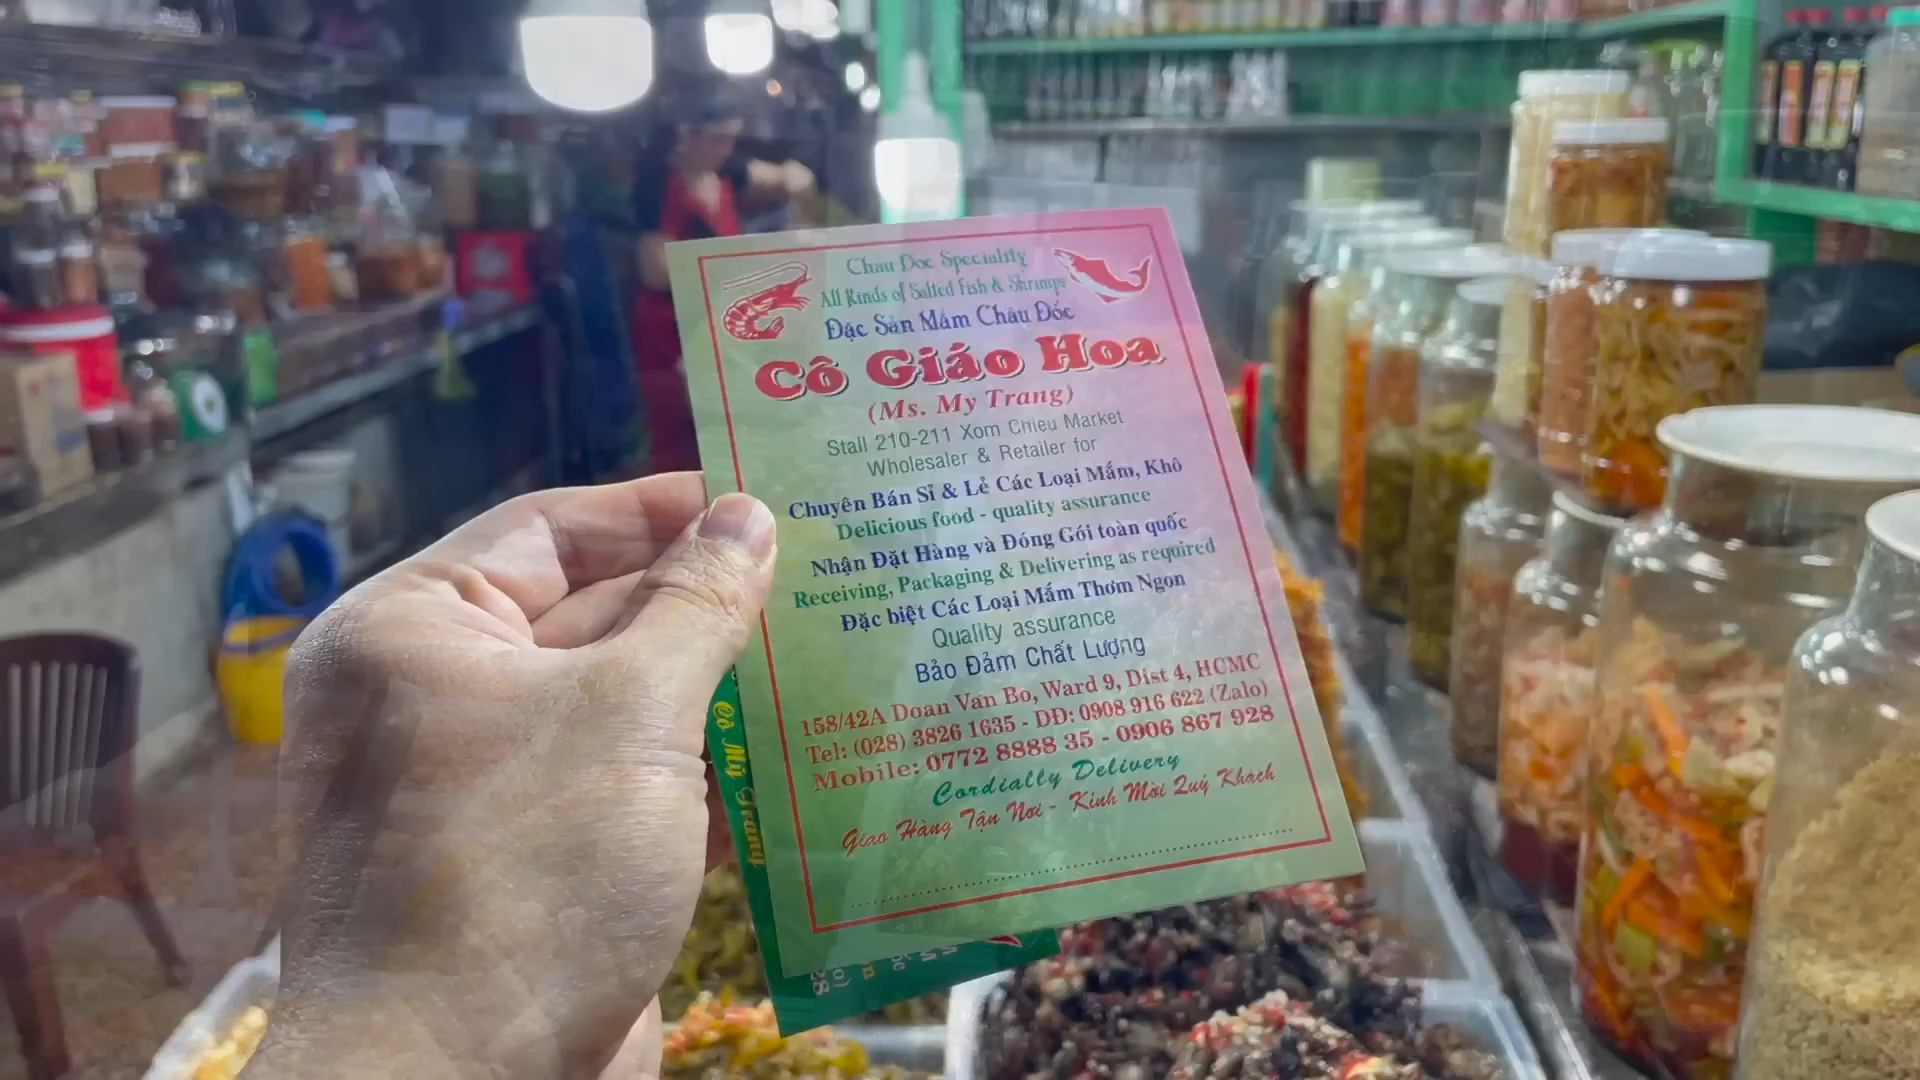 Chau Doc Speciality
All Kinds of Salted Fish & Shrimps
Đặc Sản Mắm Châu Đốc
Cô Giáo Hoa
(Ms. My Trang)
Stall 210-211 Xom Chieu Market
Wholesaler & Retailer for
Chuyên Bán Sỉ & Lẻ Các Loại Mắm, Khô
Delicious food - quality assurance
Nhận Đặt Hàng và Đóng Gói toàn quốc
Receiving, Packaging & Delivering as required
Đặc biệt Các Loại Mắm Thơm Ngon
Quality assurance
Bảo Đảm Chất Lượng
158/42A Doan Van Bo, Ward 9, Dist 4, HCMC
Tel: (028) 3826 1635 - DĐ: 0908 916 622 (Zalo)
Mobile: 0772 8888 35 - 0906 867 928
Cordially Delivery
Giao Hàng Tận Nơi - Kính Mời Quý Khách
Cô Mỹ Trang